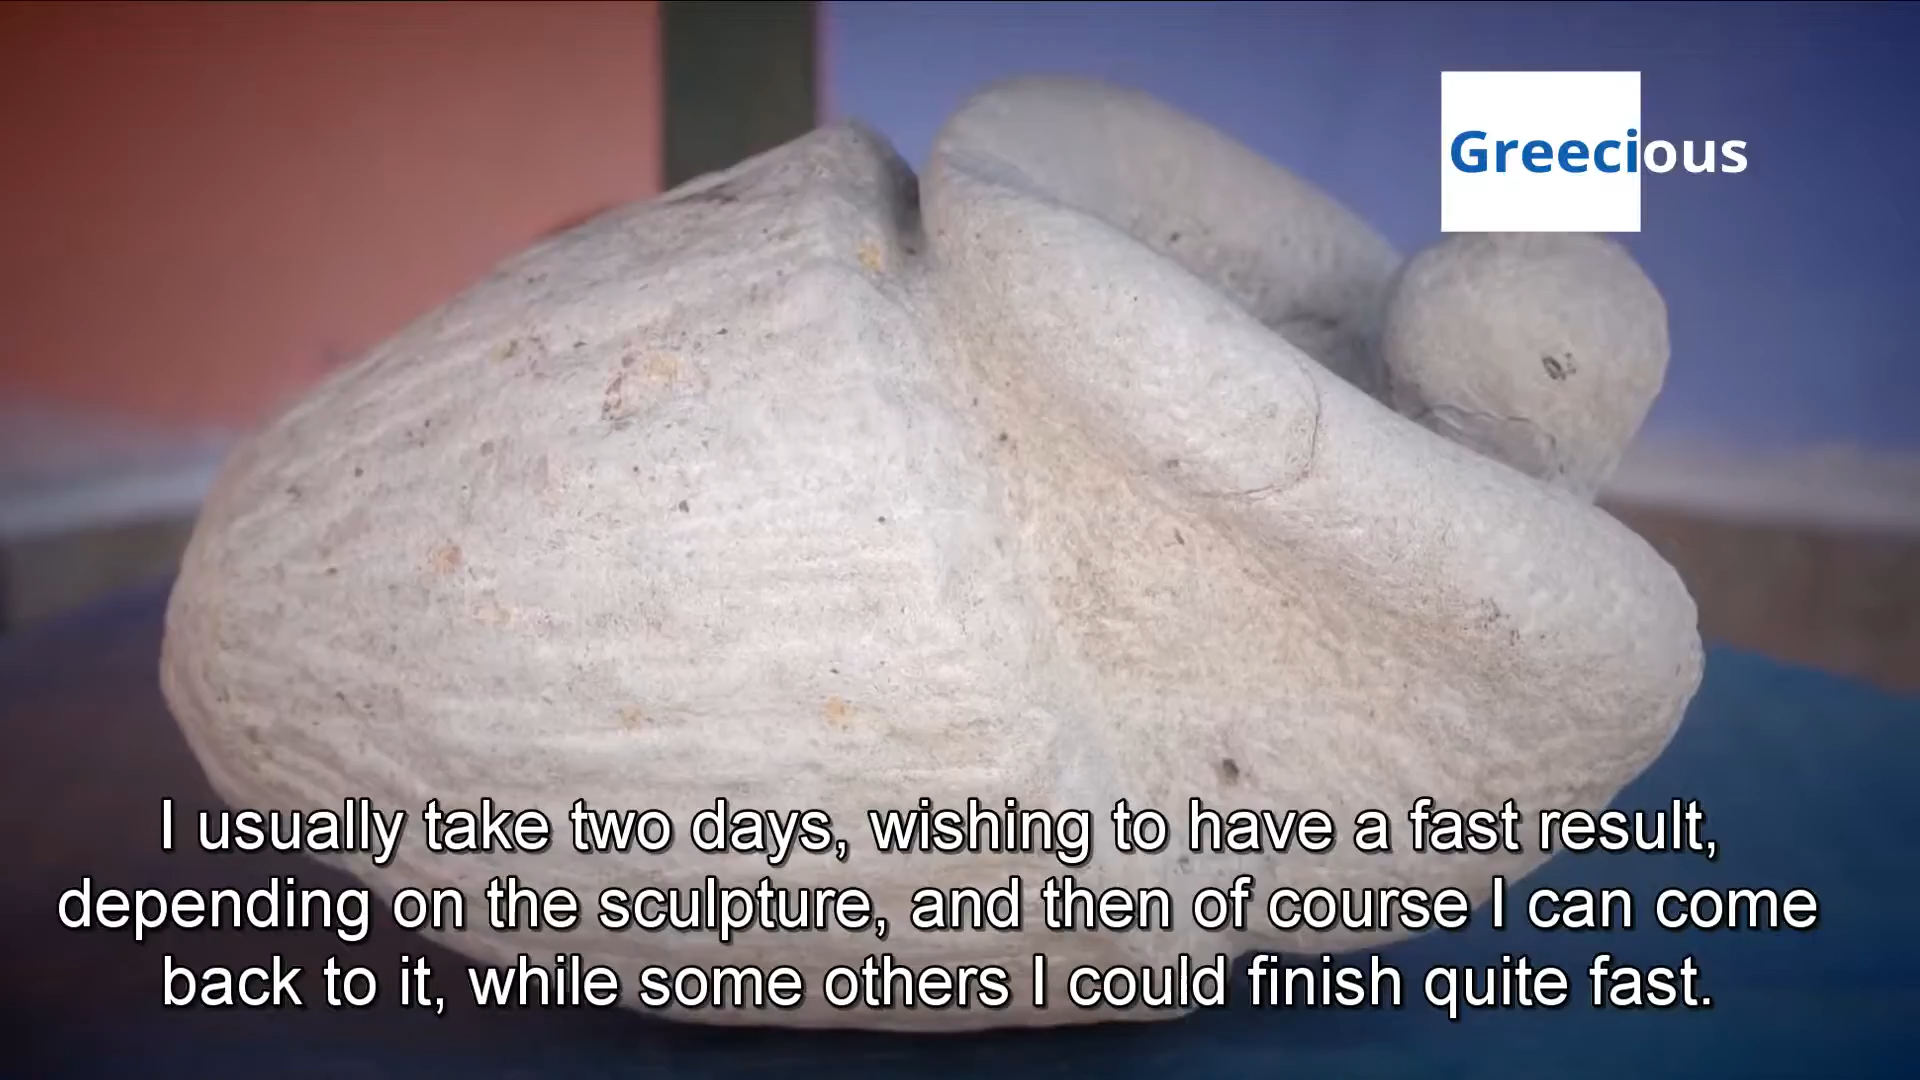 Greecious
I usually take two days, wishing to have a fast result,
depending on the sculpture, and then of course I can come
back to it, while some others I could finish quite fast.